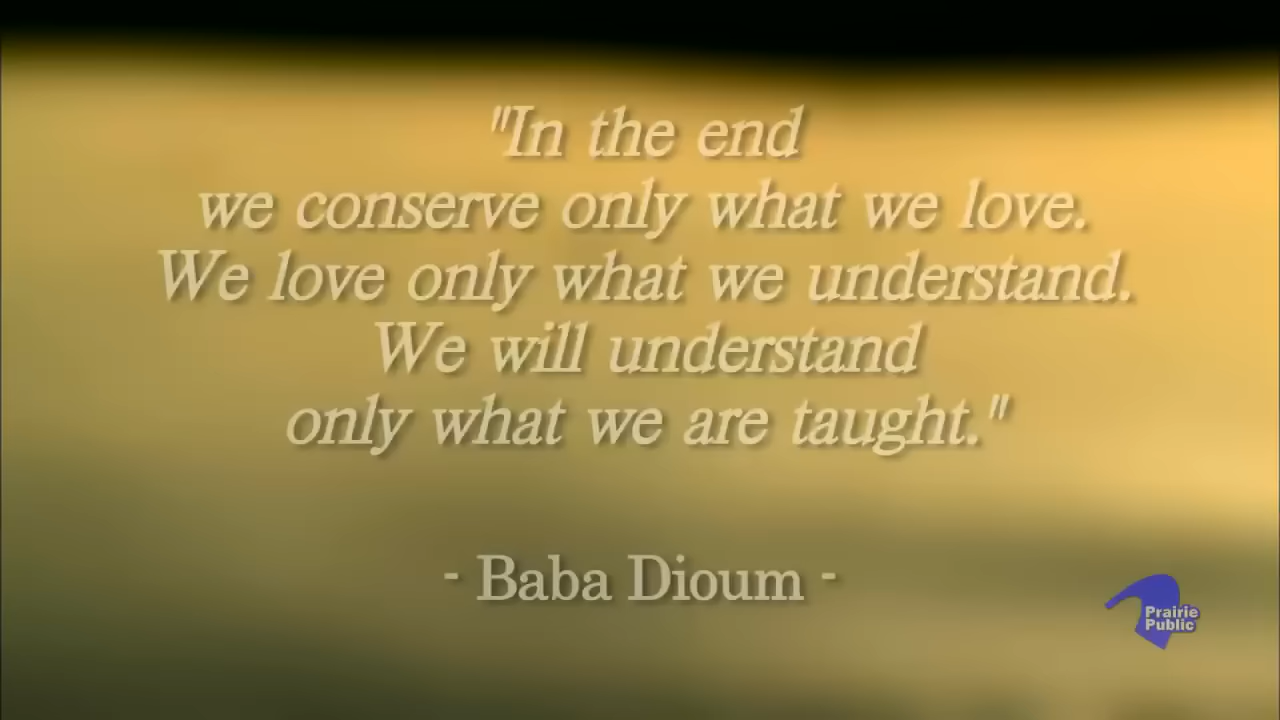 "In the end
we conserve only what we love.
We love only what we understand.
We will understand
only what we are taught."
- Baba Dioum -
Prairie
Public